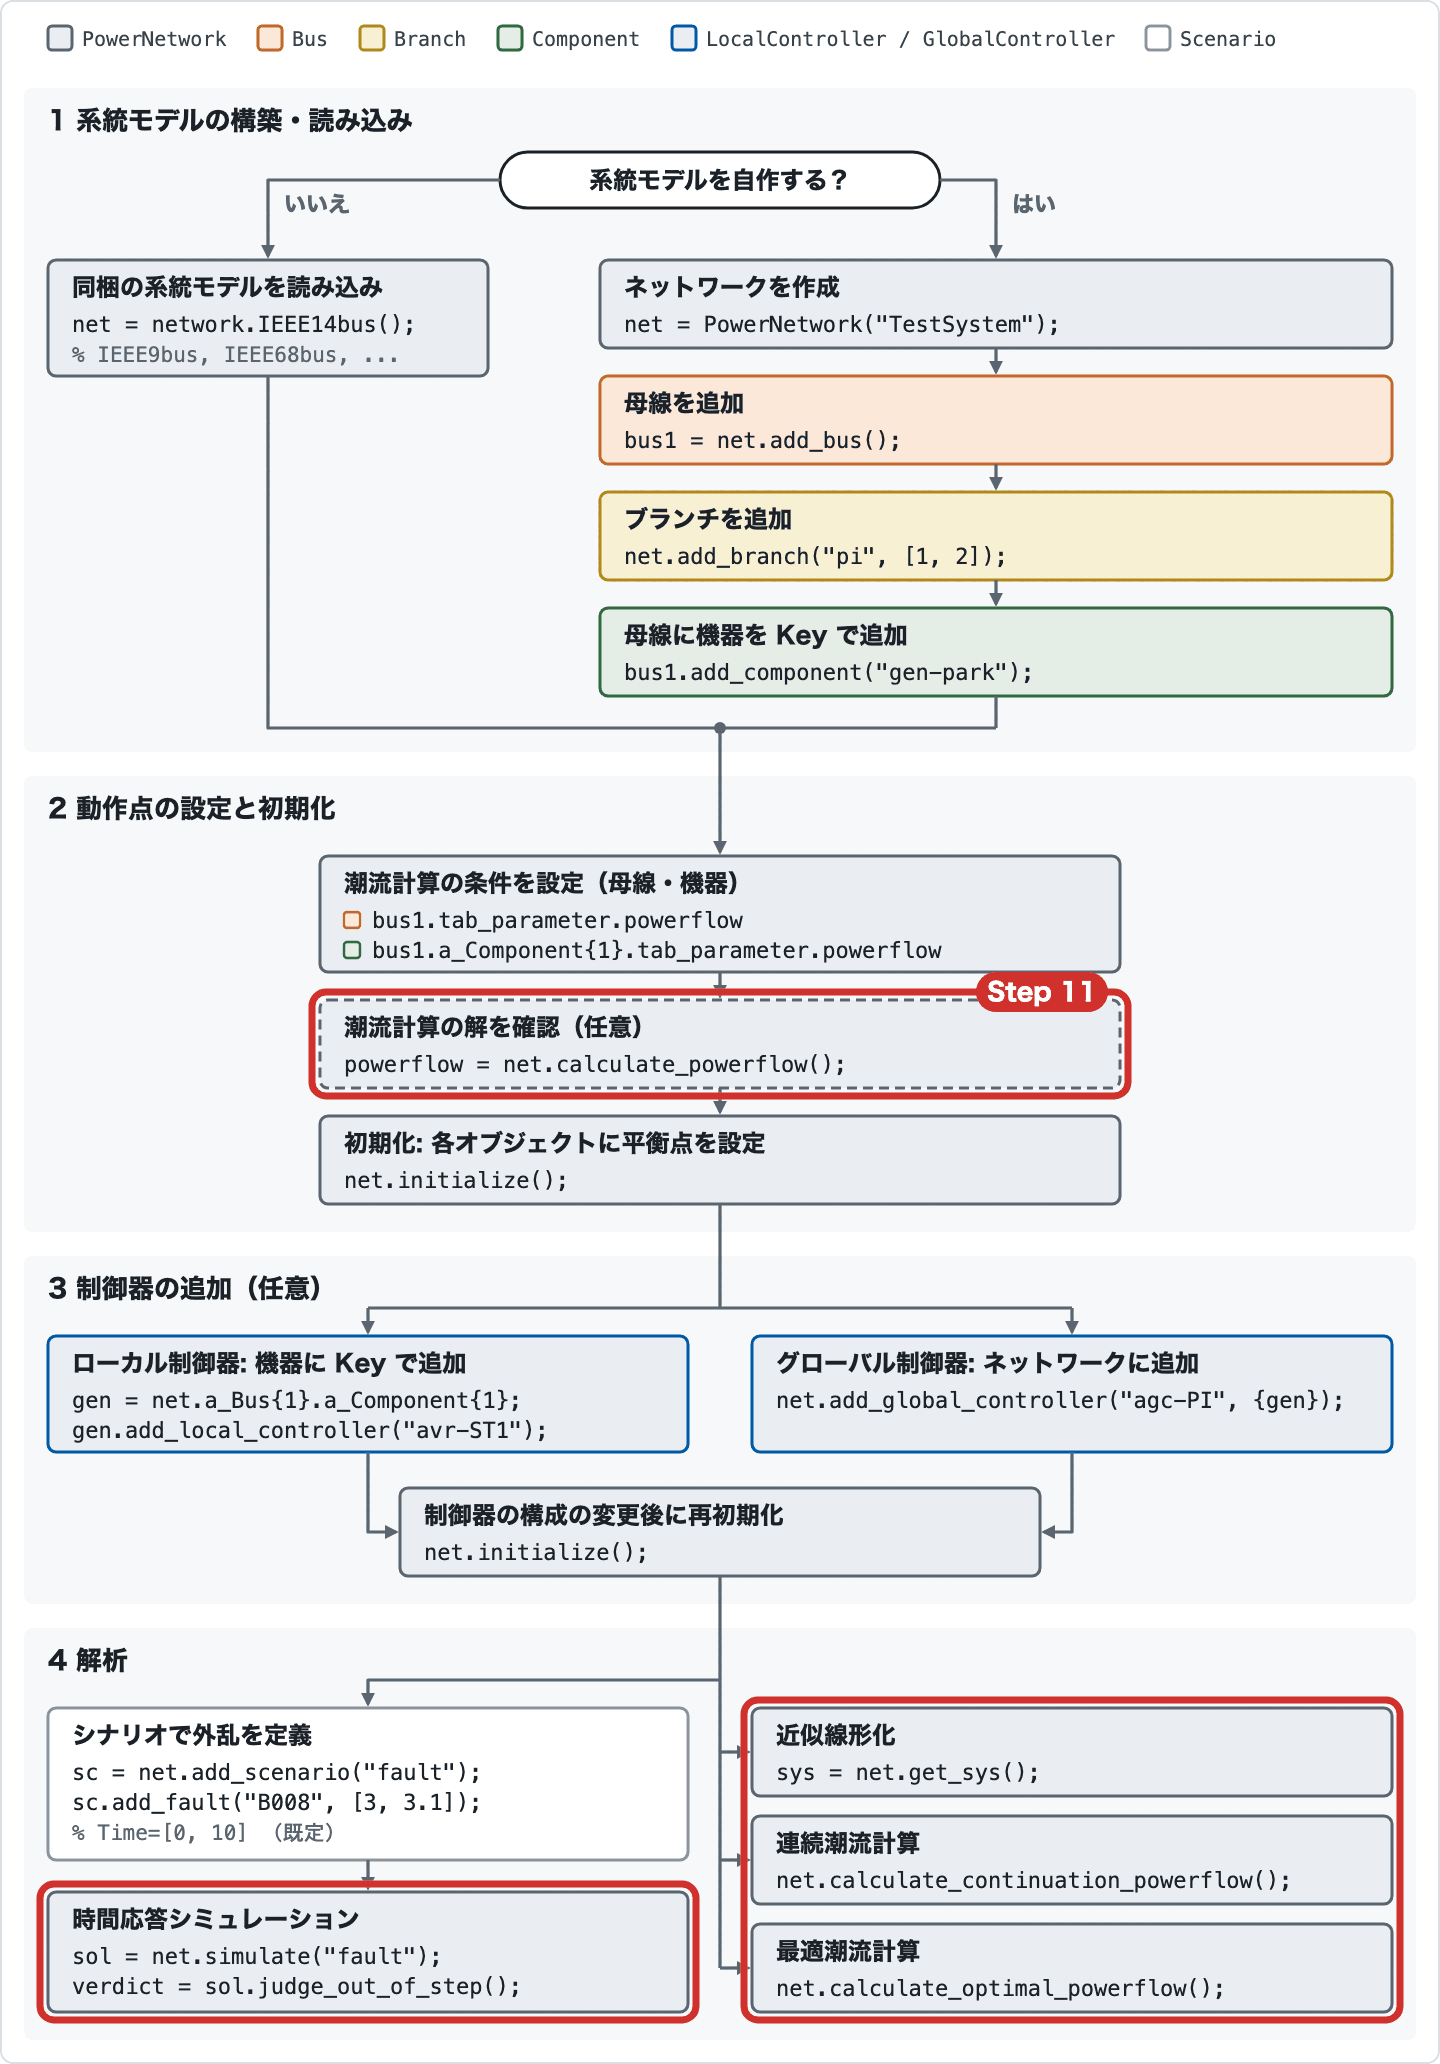 PowerNetwork
Bus
Branch
Component
LocalController / GlobalController
Scenario
1 系統モデルの構築・読み込み
系統モデルを自作する？
いいえ
はい
同梱の系統モデルを読み込み
net = network.IEEE14bus();
% IEEE9bus, IEEE68bus, ...
ネットワークを作成
net = PowerNetwork("TestSystem");
母線を追加
bus1 = net.add_bus();
ブランチを追加
net.add_branch("pi", [1, 2]);
母線に機器を Key で追加
bus1.add_component("gen-park");
2 動作点の設定と初期化
潮流計算の条件を設定（母線・機器）
bus1.tab_parameter.powerflow
bus1.a_Component{1}.tab_parameter.powerflow
Step 11
潮流計算の解を確認（任意）
powerflow = net.calculate_powerflow();
初期化: 各オブジェクトに平衡点を設定
net.initialize();
3 制御器の追加（任意）
ローカル制御器: 機器に Key で追加
gen = net.a_Bus{1}.a_Component{1};
gen.add_local_controller("avr-ST1");
グローバル制御器: ネットワークに追加
net.add_global_controller("agc-PI", {gen});
制御器の構成の変更後に再初期化
net.initialize();
4 解析
シナリオで外乱を定義
sc = net.add_scenario("fault");
sc.add_fault("B008", [3, 3.1]);
% Time=[0, 10] （既定）
時間応答シミュレーション
sol = net.simulate("fault");
verdict = sol.judge_out_of_step();
近似線形化
sys = net.get_sys();
連続潮流計算
net.calculate_continuation_powerflow();
最適潮流計算
net.calculate_optimal_powerflow();